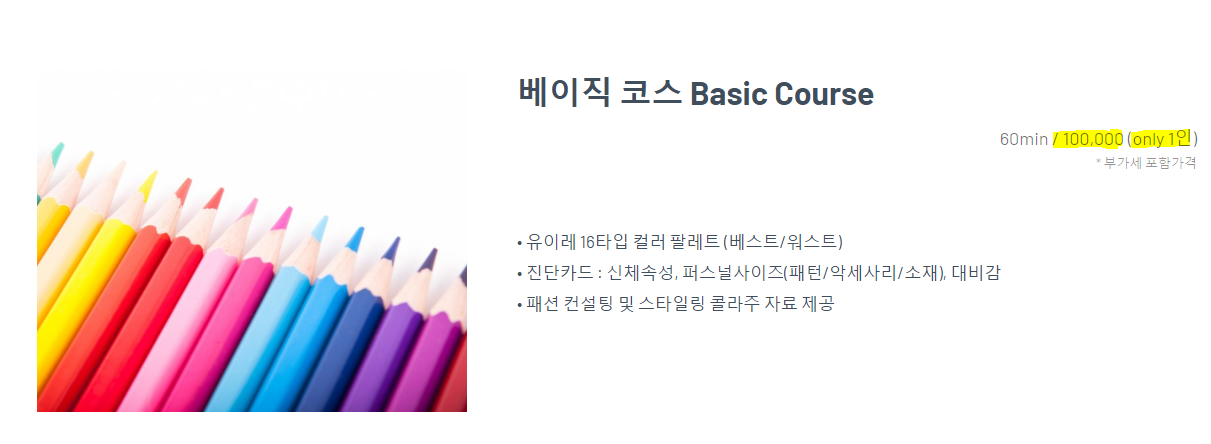 베이직 코스 Basic Course
60min / 100,000 (only 1인)
* 부가세 포함가격
• 유이레 16타입 컬러 팔레트 (베스트/워스트)
• 진단카드 : 신체속성, 퍼스널사이즈(패턴/악세사리/소재), 대비감
• 패션 컨설팅 및 스타일링 콜라주 자료 제공